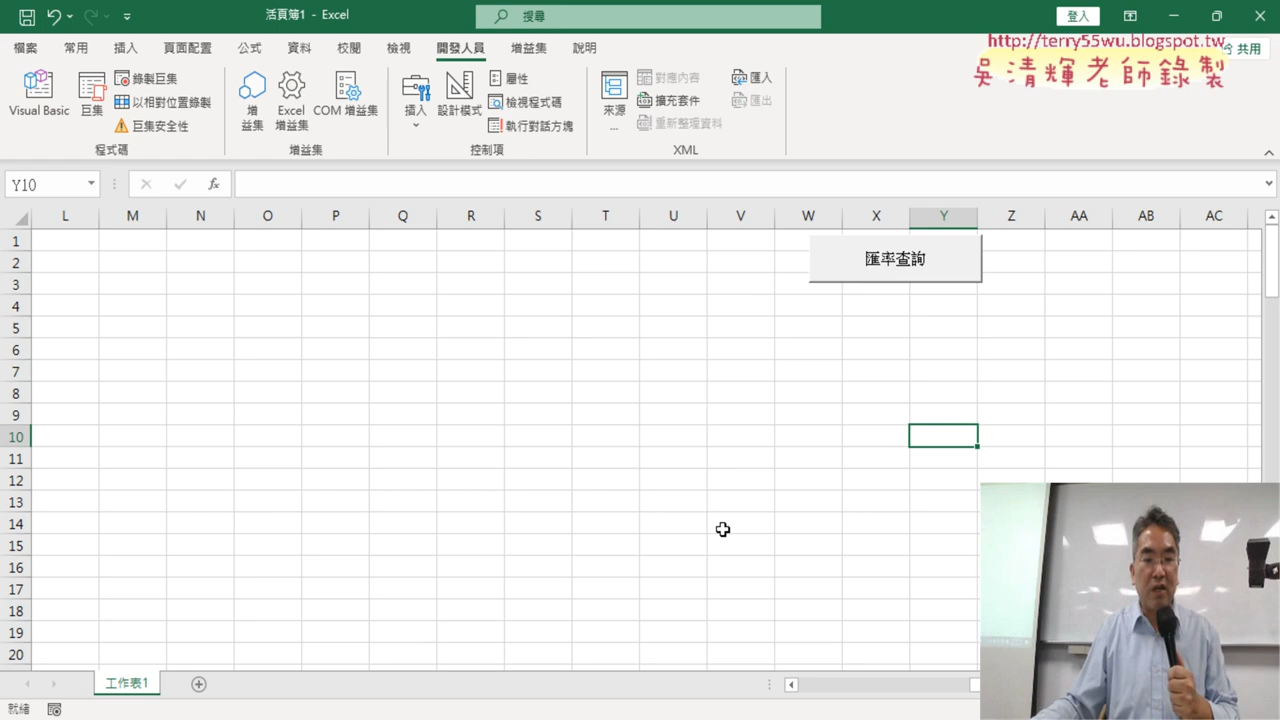 活頁簿1 - Excel
搜尋
登入
檔案 常用 插入 頁面配置 公式 資料 校閱 檢視 開發人員 增益集 說明
共用
http://terry55wu.blogspot.tw
吳清輝老師錄製
Visual Basic
巨集
錄製巨集
以相對位置錄製
巨集安全性
程式碼
增益集
Excel 增益集
COM 增益集
增益集
插入
設計模式
屬性
檢視程式碼
執行對話方塊
控制項
來源...
對應內容
擴充套件
重新整理資料
匯入
匯出
XML
Y10
fx
L M N O P Q R S T U V W X Y Z AA AB AC
匯率查詢
1
2
3
4
5
6
7
8
9
10
11
12
13
14
15
16
17
18
19
20
工作表1
就緒